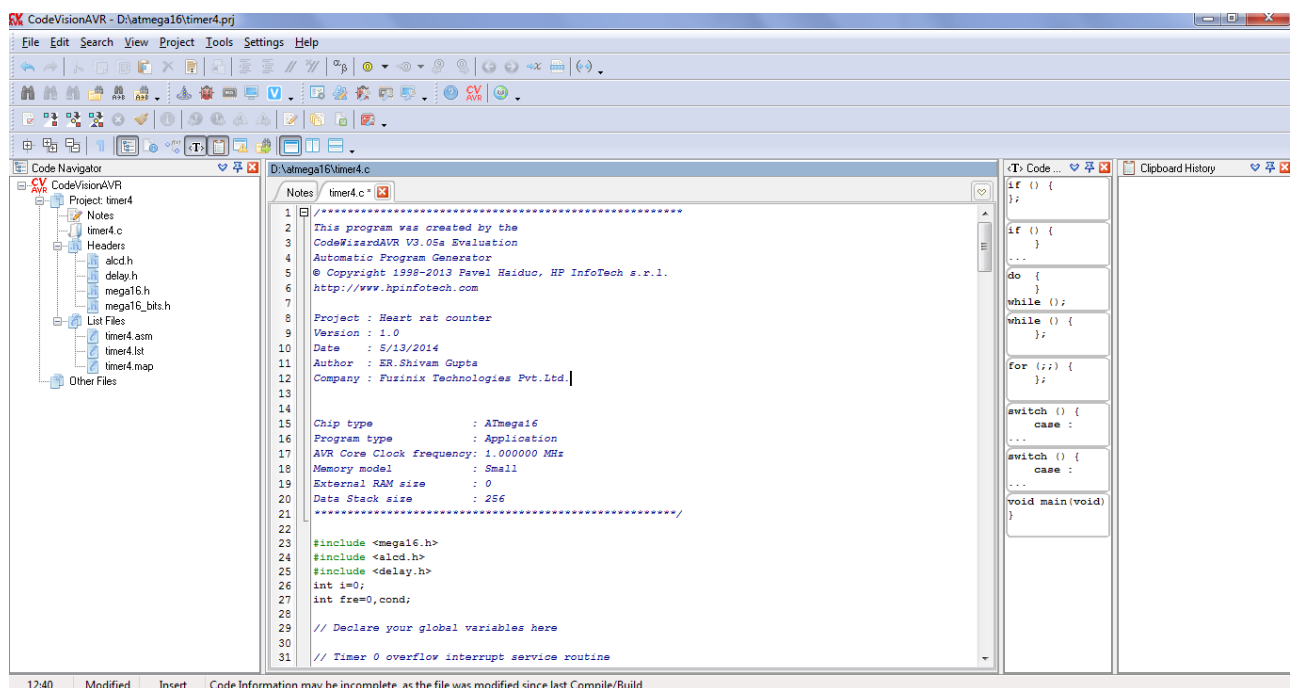 CodeVisionAVR - D:\atmega16\timer4.prj
File Edit Search View Project Tools Settings Help
Code Navigator
CodeVisionAVR
Project: timer4
Notes
timer4.c
Headers
alcd.h
delay.h
mega16.h
mega16_bits.h
List Files
timer4.asm
timer4.lst
timer4.map
Other Files
D:\atmega16\timer4.c
Notes timer4.c *
1 /*******************************************************
2 This program was created by the
3 CodeWizardAVR V3.05a Evaluation
4 Automatic Program Generator
5 © Copyright 1998-2013 Pavel Haiduc, HP InfoTech s.r.l.
6 http://www.hpinfotech.com
7
8 Project : Heart rat counter
9 Version : 1.0
10 Date : 5/13/2014
11 Author : ER.Shivam Gupta
12 Company : Fuzinix Technologies Pvt.Ltd.
13
14
15 Chip type : ATmega16
16 Program type : Application
17 AVR Core Clock frequency: 1.000000 MHz
18 Memory model : Small
19 External RAM size : 0
20 Data Stack size : 256
21 *******************************************************/
22
23 #include <mega16.h>
24 #include <alcd.h>
25 #include <delay.h>
26 int i=0;
27 int fre=0,cond;
28
29 // Declare your global variables here
30
31 // Timer 0 overflow interrupt service routine
<T> Code ...
if () {
};
if () {
}
...
do {
}
while ();
while () {
};
for (;;) {
};
switch () {
case :
...
switch () {
case :
...
void main(void)
}
Clipboard History
12:40 Modified Insert Code Information may be incomplete, as the file was modified since last Compile/Build